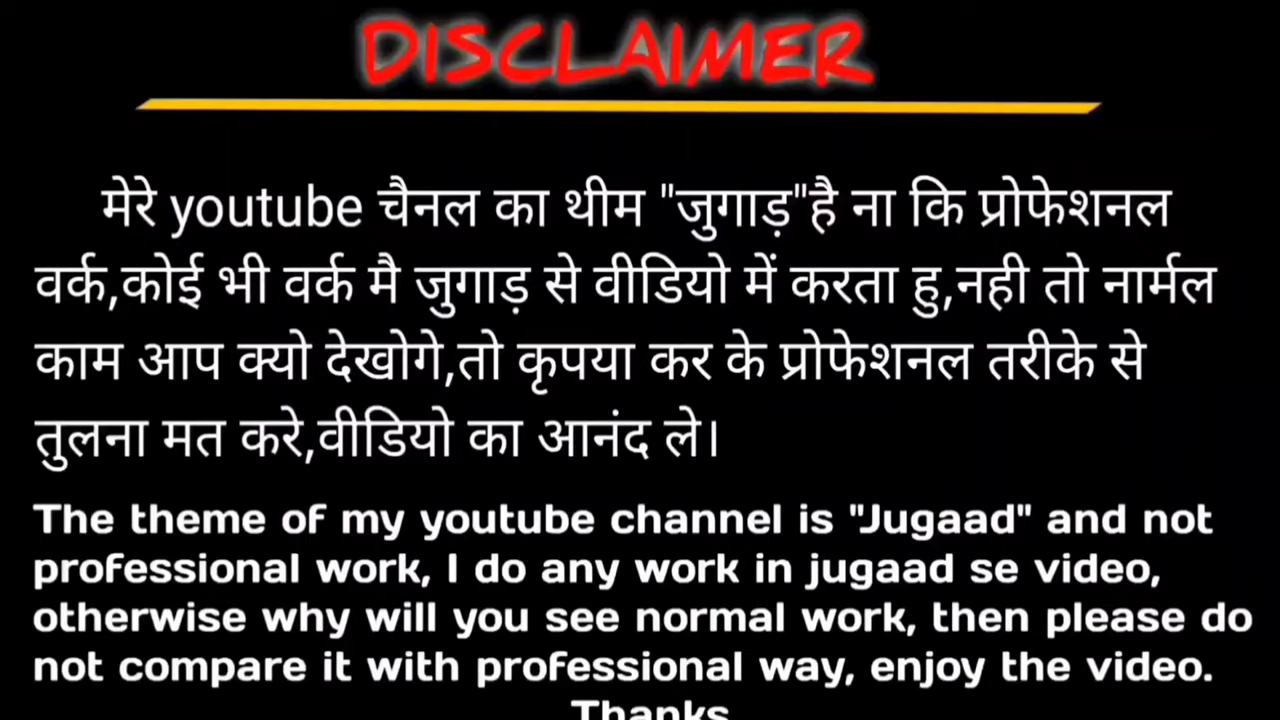 DISCLAIMER
मेरे youtube चैनल का थीम "जुगाड़"है ना कि प्रोफेशनल
वर्क,कोई भी वर्क मै जुगाड़ से वीडियो में करता हु,नही तो नार्मल
काम आप क्यो देखोगे,तो कृपया कर के प्रोफेशनल तरीके से
तुलना मत करे,वीडियो का आनंद ले।
The theme of my youtube channel is "Jugaad" and not
professional work, I do any work in jugaad se video,
otherwise why will you see normal work, then please do
not compare it with professional way, enjoy the video.
Thanks